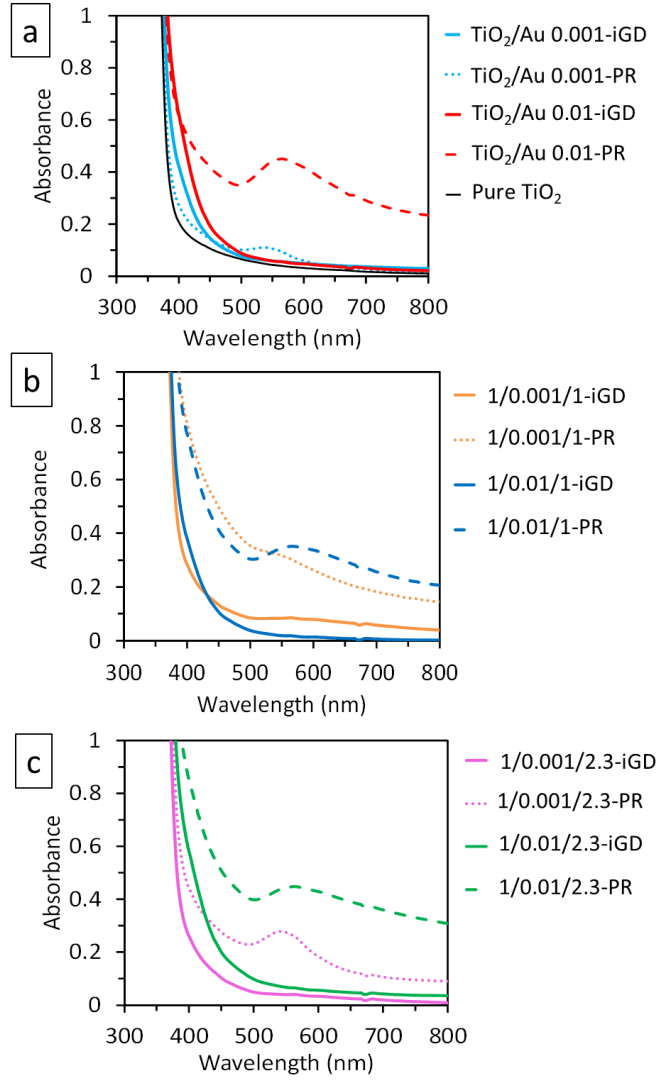 a
1
0.8
0.6
0.4
0.2
0
Absorbance
300 400 500 600 700 800
Wavelength (nm)
TiO₂/Au 0.001-iGD
TiO₂/Au 0.001-PR
TiO₂/Au 0.01-iGD
TiO₂/Au 0.01-PR
Pure TiO₂
b
1
0.8
0.6
0.4
0.2
0
Absorbance
300 400 500 600 700 800
Wavelength (nm)
1/0.001/1-iGD
1/0.001/1-PR
1/0.01/1-iGD
1/0.01/1-PR
c
1
0.8
0.6
0.4
0.2
0
Absorbance
300 400 500 600 700 800
Wavelength (nm)
1/0.001/2.3-iGD
1/0.001/2.3-PR
1/0.01/2.3-iGD
1/0.01/2.3-PR